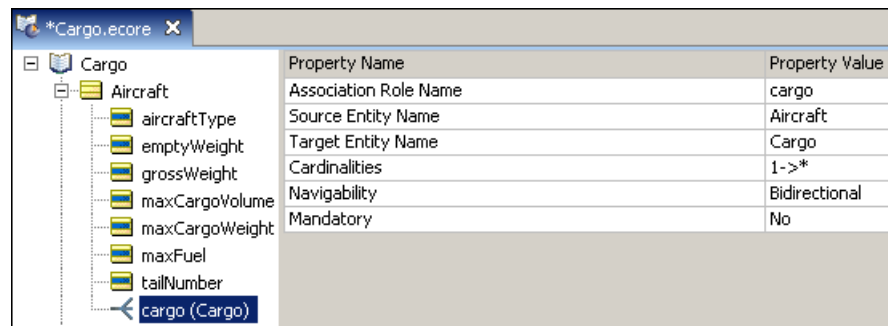 *Cargo.ecore
Cargo
Aircraft
aircraftType
emptyWeight
grossWeight
maxCargoVolume
maxCargoWeight
maxFuel
tailNumber
cargo (Cargo)
Property Name Property Value
Association Role Name cargo
Source Entity Name Aircraft
Target Entity Name Cargo
Cardinalities 1->*
Navigability Bidirectional
Mandatory No